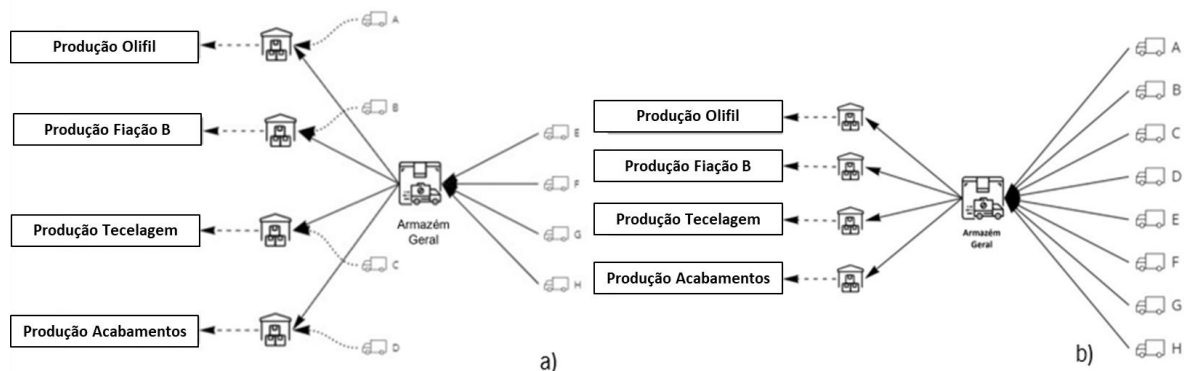 Produção Olifil
A
Produção Fiação B
B
E
F
Armazém
Geral
Produção Tecelagem
G
C
H
Produção Acabamentos
D
a)
A
B
Produção Olifil
C
Produção Fiação B
D
Produção Tecelagem
E
Armazém
Geral
F
Produção Acabamentos
G
H
b)